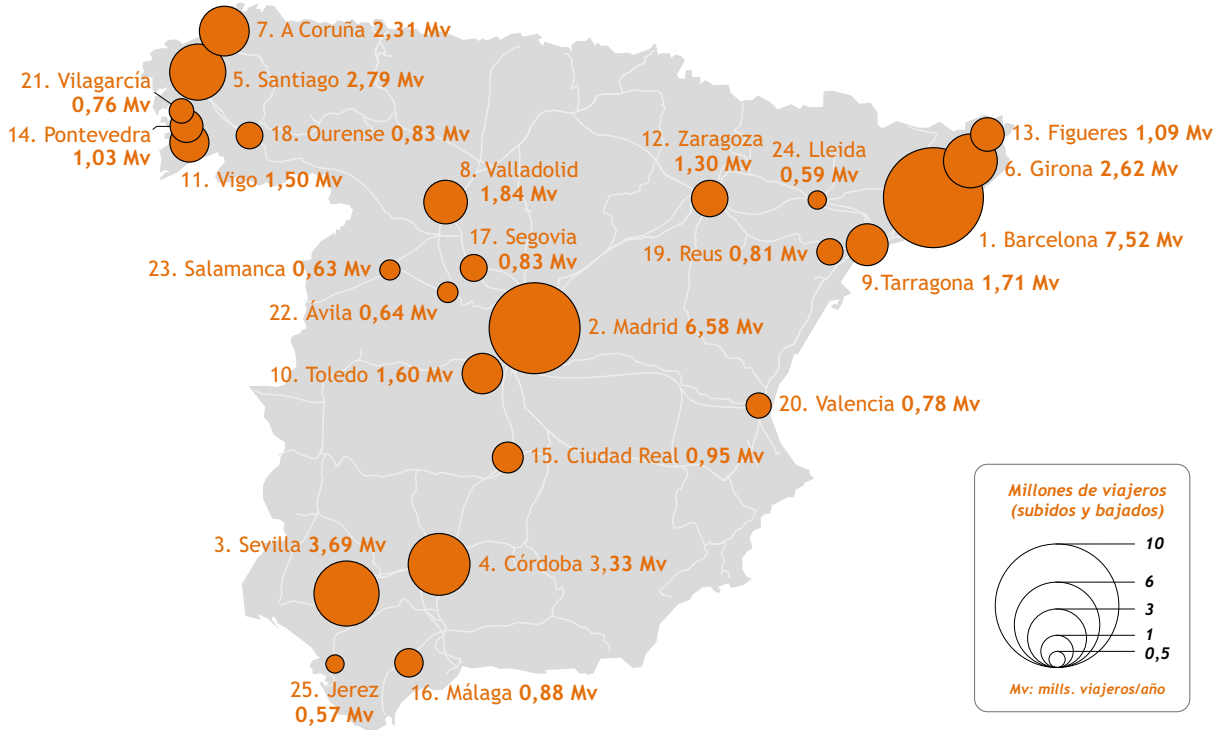 7. A Coruña 2,31 Mv
5. Santiago 2,79 Mv
21. Vilagarcía
0,76 Mv
14. Pontevedra
1,03 Mv
18. Ourense 0,83 Mv
11. Vigo 1,50 Mv
8. Valladolid
1,84 Mv
12. Zaragoza
1,30 Mv
24. Lleida
0,59 Mv
13. Figueres 1,09 Mv
6. Girona 2,62 Mv
1. Barcelona 7,52 Mv
17. Segovia
0,83 Mv
23. Salamanca 0,63 Mv
19. Reus 0,81 Mv
9.Tarragona 1,71 Mv
22. Ávila 0,64 Mv
2. Madrid 6,58 Mv
10. Toledo 1,60 Mv
20. Valencia 0,78 Mv
15. Ciudad Real 0,95 Mv
3. Sevilla 3,69 Mv
4. Córdoba 3,33 Mv
25. Jerez
0,57 Mv
16. Málaga 0,88 Mv
Millones de viajeros
(subidos y bajados)
10
6
3
1
0,5
Mv: mills. viajeros/año